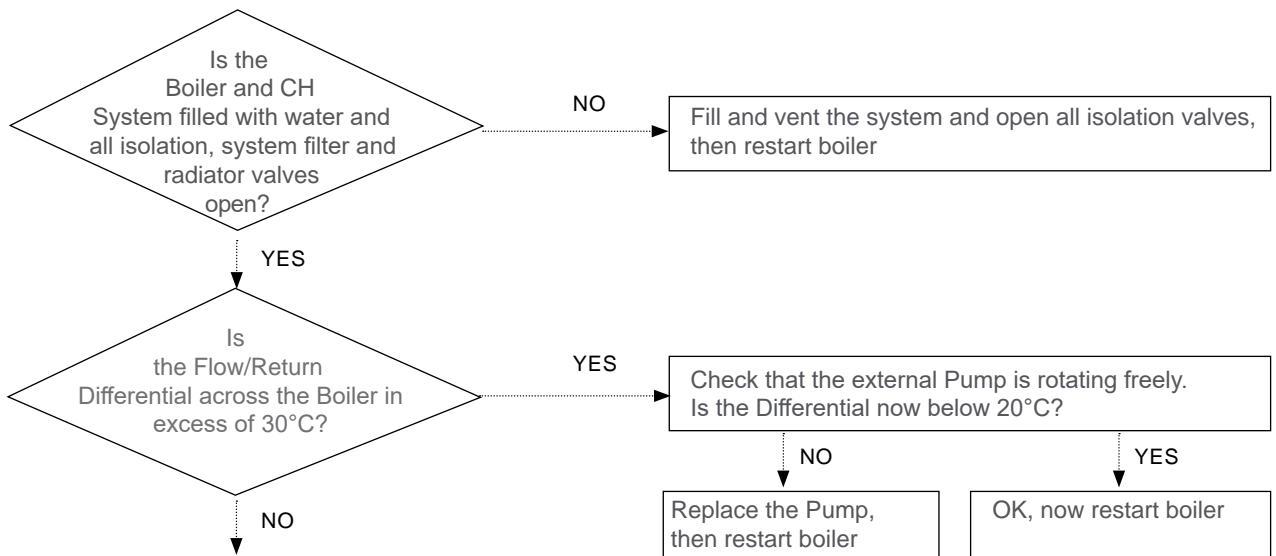 Is the
Boiler and CH
System filled with water and
all isolation, system filter and
radiator valves
open?
NO
Fill and vent the system and open all isolation valves,
then restart boiler
YES
Is
the Flow/Return
Differential across the Boiler in
excess of 30°C?
YES
Check that the external Pump is rotating freely.
Is the Differential now below 20°C?
NO
YES
Replace the Pump,
then restart boiler
OK, now restart boiler
NO